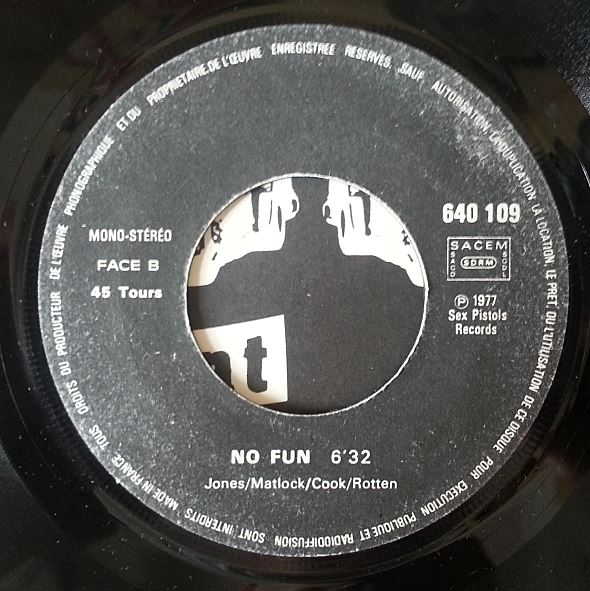 MADE IN FRANCE TOUS DROITS DU PRODUCTEUR DE L'ŒUVRE PHONOGRAPHIQUE ET DU PROPRIETAIRE DE L'ŒUVRE ENREGISTREE RESERVES. SAUF AUTORISATION LA DUPLICATION, LA LOCATION, LE PRET OU L'UTILISATION DE CE DISQUE POUR EXECUTION PUBLIQUE ET RADIODIFFUSION SONT INTERDITS
MONO-STÉRÉO
FACE B
45 Tours
640 109
SACEM
SACD SDRM SGDL
℗ 1977
Sex Pistols
Records
nt
NO FUN 6'32
Jones/Matlock/Cook/Rotten